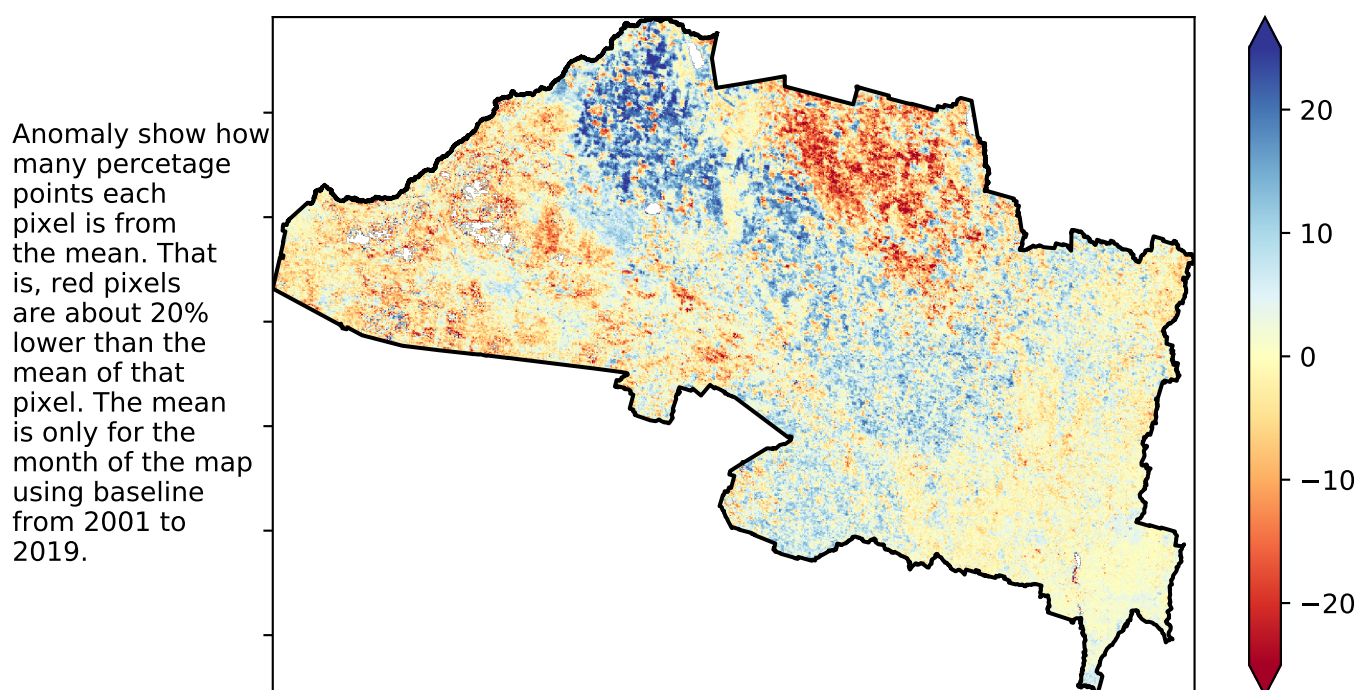 Anomaly show how
many percetage
points each
pixel is from
the mean. That
is, red pixels
are about 20%
lower than the
mean of that
pixel. The mean
is only for the
month of the map
using baseline
from 2001 to
2019.
20
10
0
−10
−20